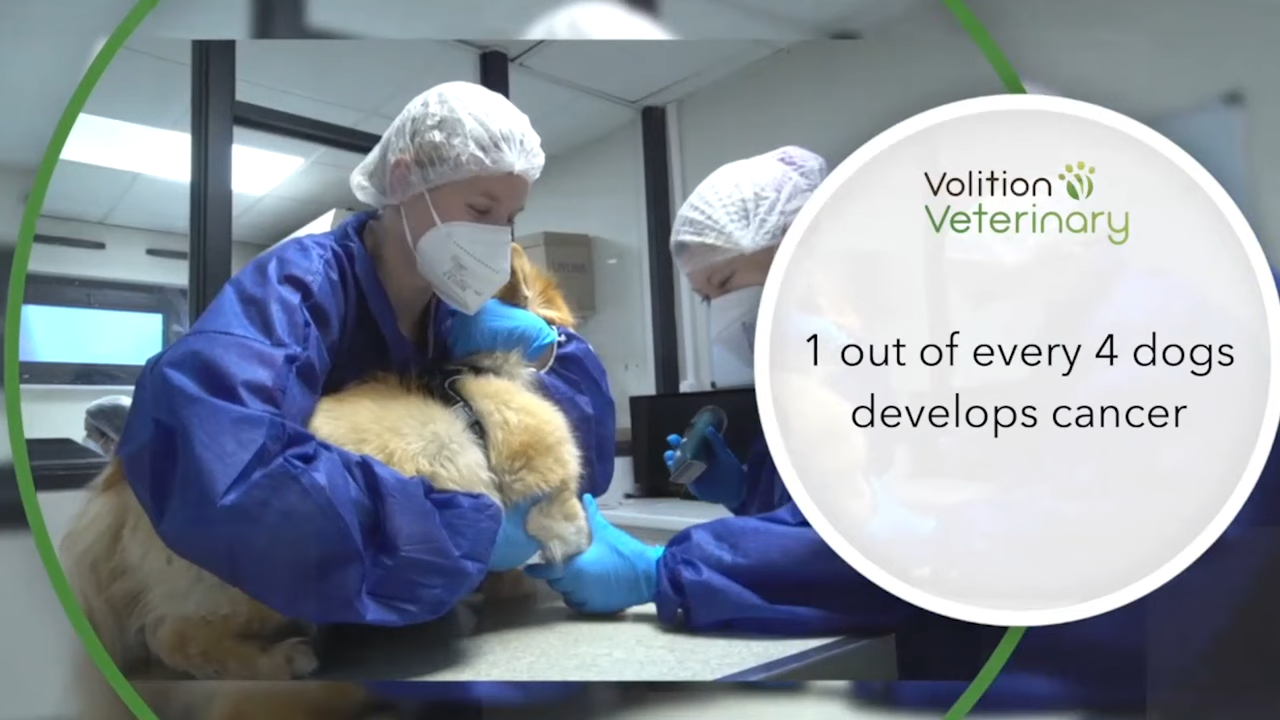 Volition
Veterinary
1 out of every 4 dogs
develops cancer